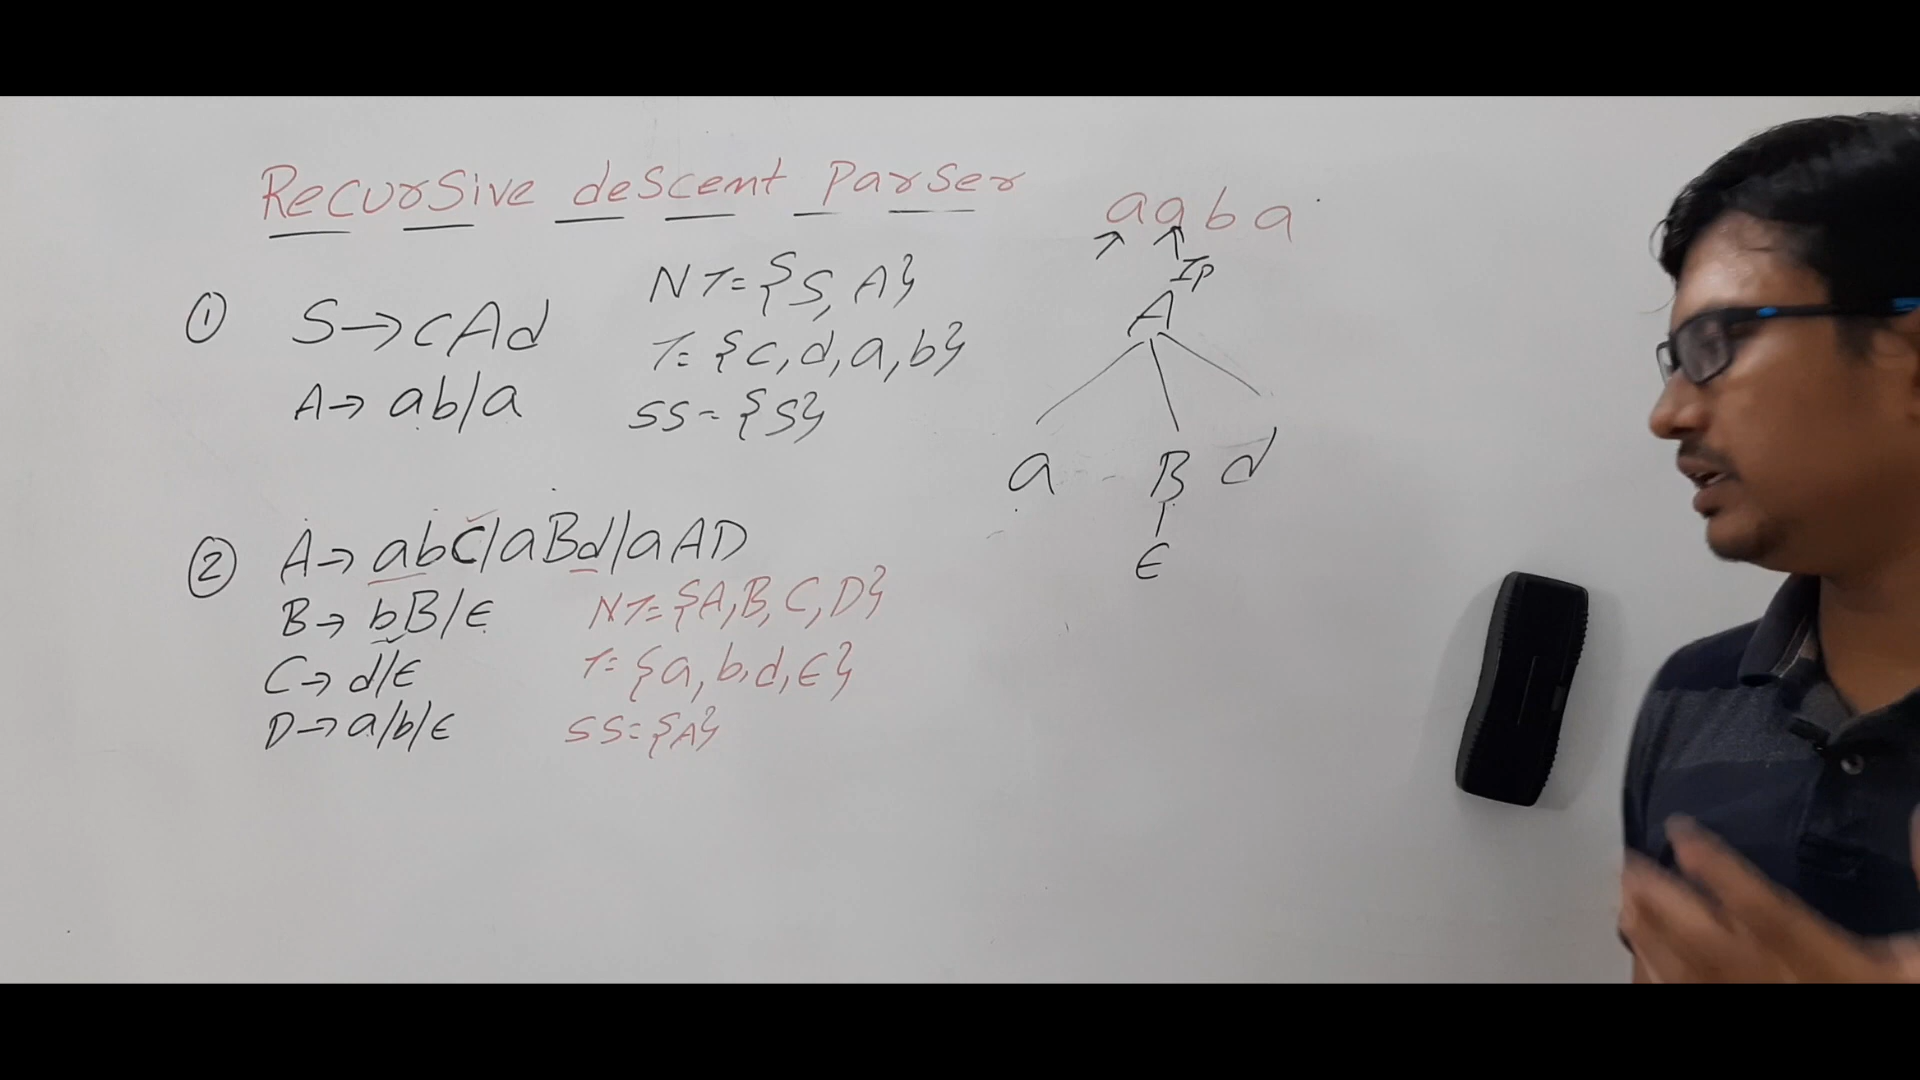 Recursive descent parser
① S→cAd
A→ab/a
NT={S,A}
T={c,d,a,b}
SS={S}
② A→abC/aBd/aAD
B→bB/ϵ
C→d/ϵ
D→a/b/ϵ
NT={A,B,C,D}
T={a,b,d,ϵ}
SS={A}
aaba
Ip
A
a B d
ϵ